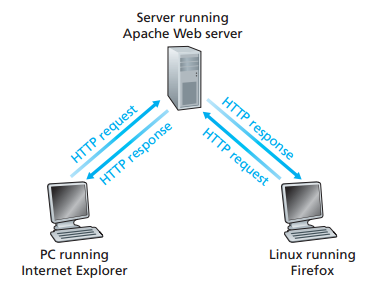 Server running
Apache Web server
HTTP request
HTTP response
HTTP response
HTTP request
PC running
Internet Explorer
Linux running
Firefox